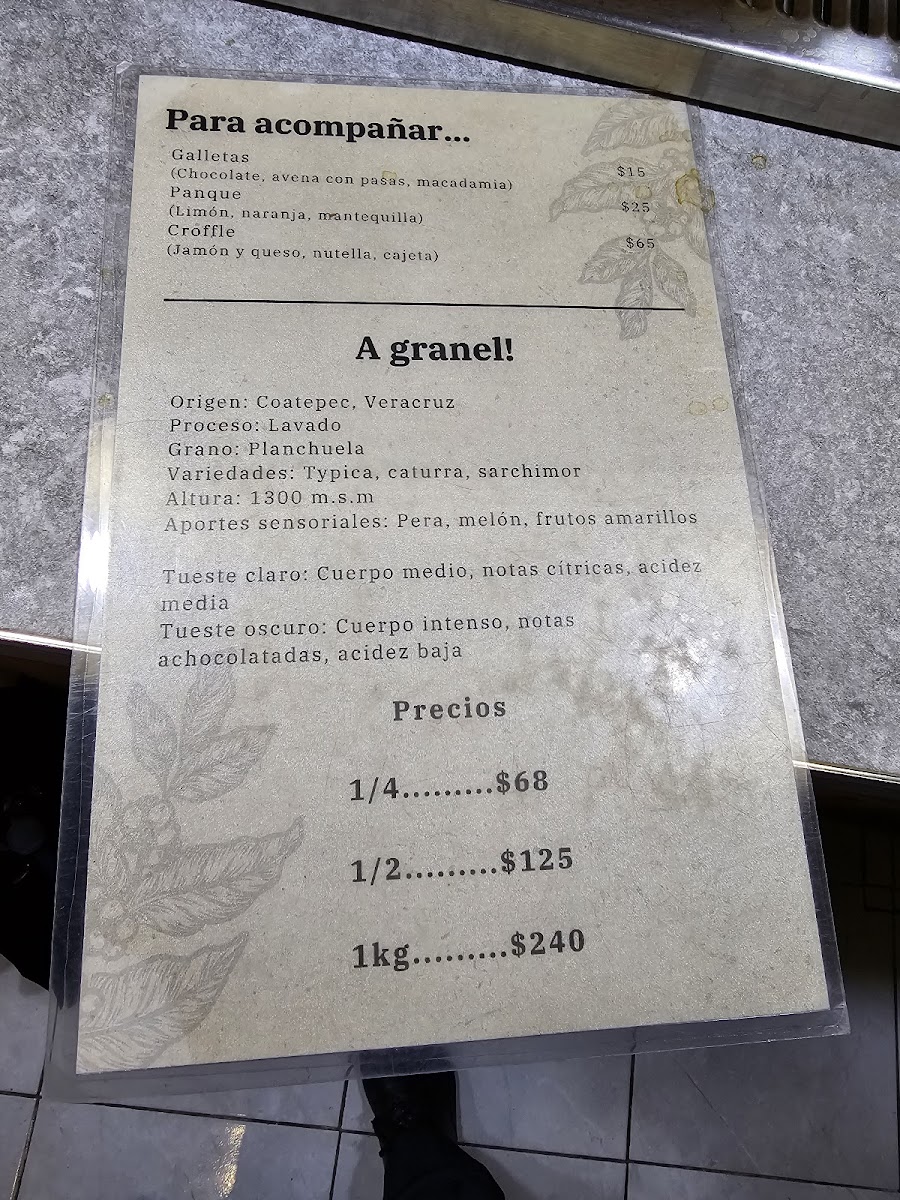 Para acompañar...
Galletas
(Chocolate, avena con pasas, macadamia) $15
Panque
(Limón, naranja, mantequilla) $25
Croffle
(Jamón y queso, nutella, cajeta) $65
A granel!
Origen: Coatepec, Veracruz
Proceso: Lavado
Grano: Planchuela
Variedades: Typica, caturra, sarchimor
Altura: 1300 m.s.m
Aportes sensoriales: Pera, melón, frutos amarillos
Tueste claro: Cuerpo medio, notas cítricas, acidez
media
Tueste oscuro: Cuerpo intenso, notas
achocolatadas, acidez baja
Precios
1/4.........$68
1/2.........$125
1kg.........$240